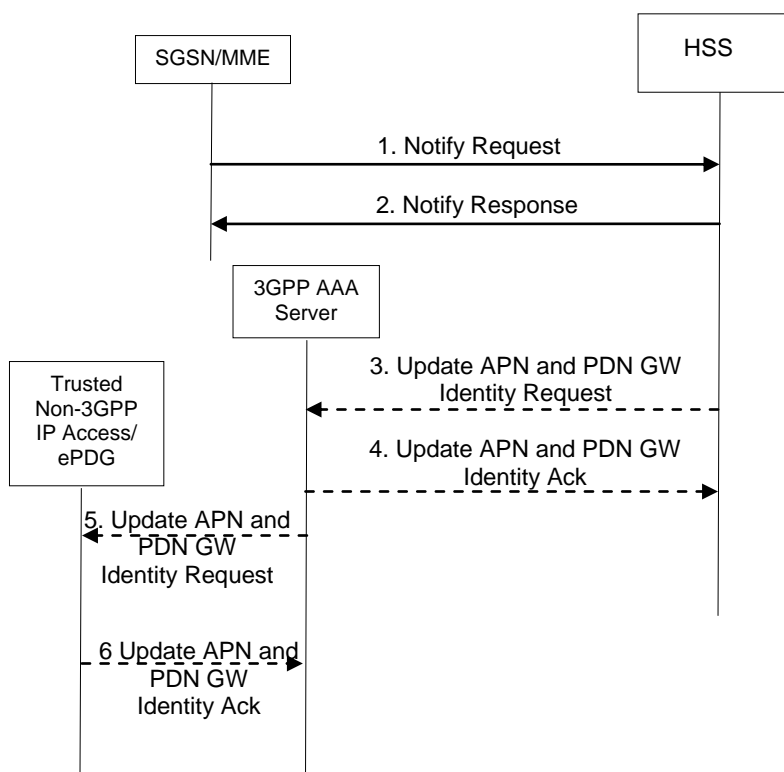 SGSN/MME
HSS
1. Notify Request
2. Notify Response
3GPP AAA
Server
3. Update APN and PDN GW
Identity Request
Trusted
Non-3GPP
IP Access/
ePDG
4. Update APN and PDN GW
Identity Ack
5. Update APN and
PDN GW
Identity Request
6 Update APN and
PDN GW
Identity Ack